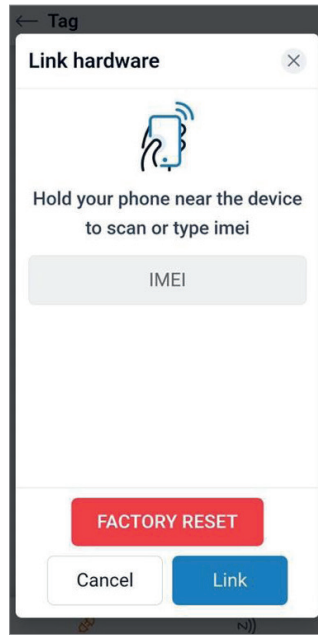 ← Tag
Link hardware
Hold your phone near the device
to scan or type imei
IMEI
FACTORY RESET
Cancel
Link